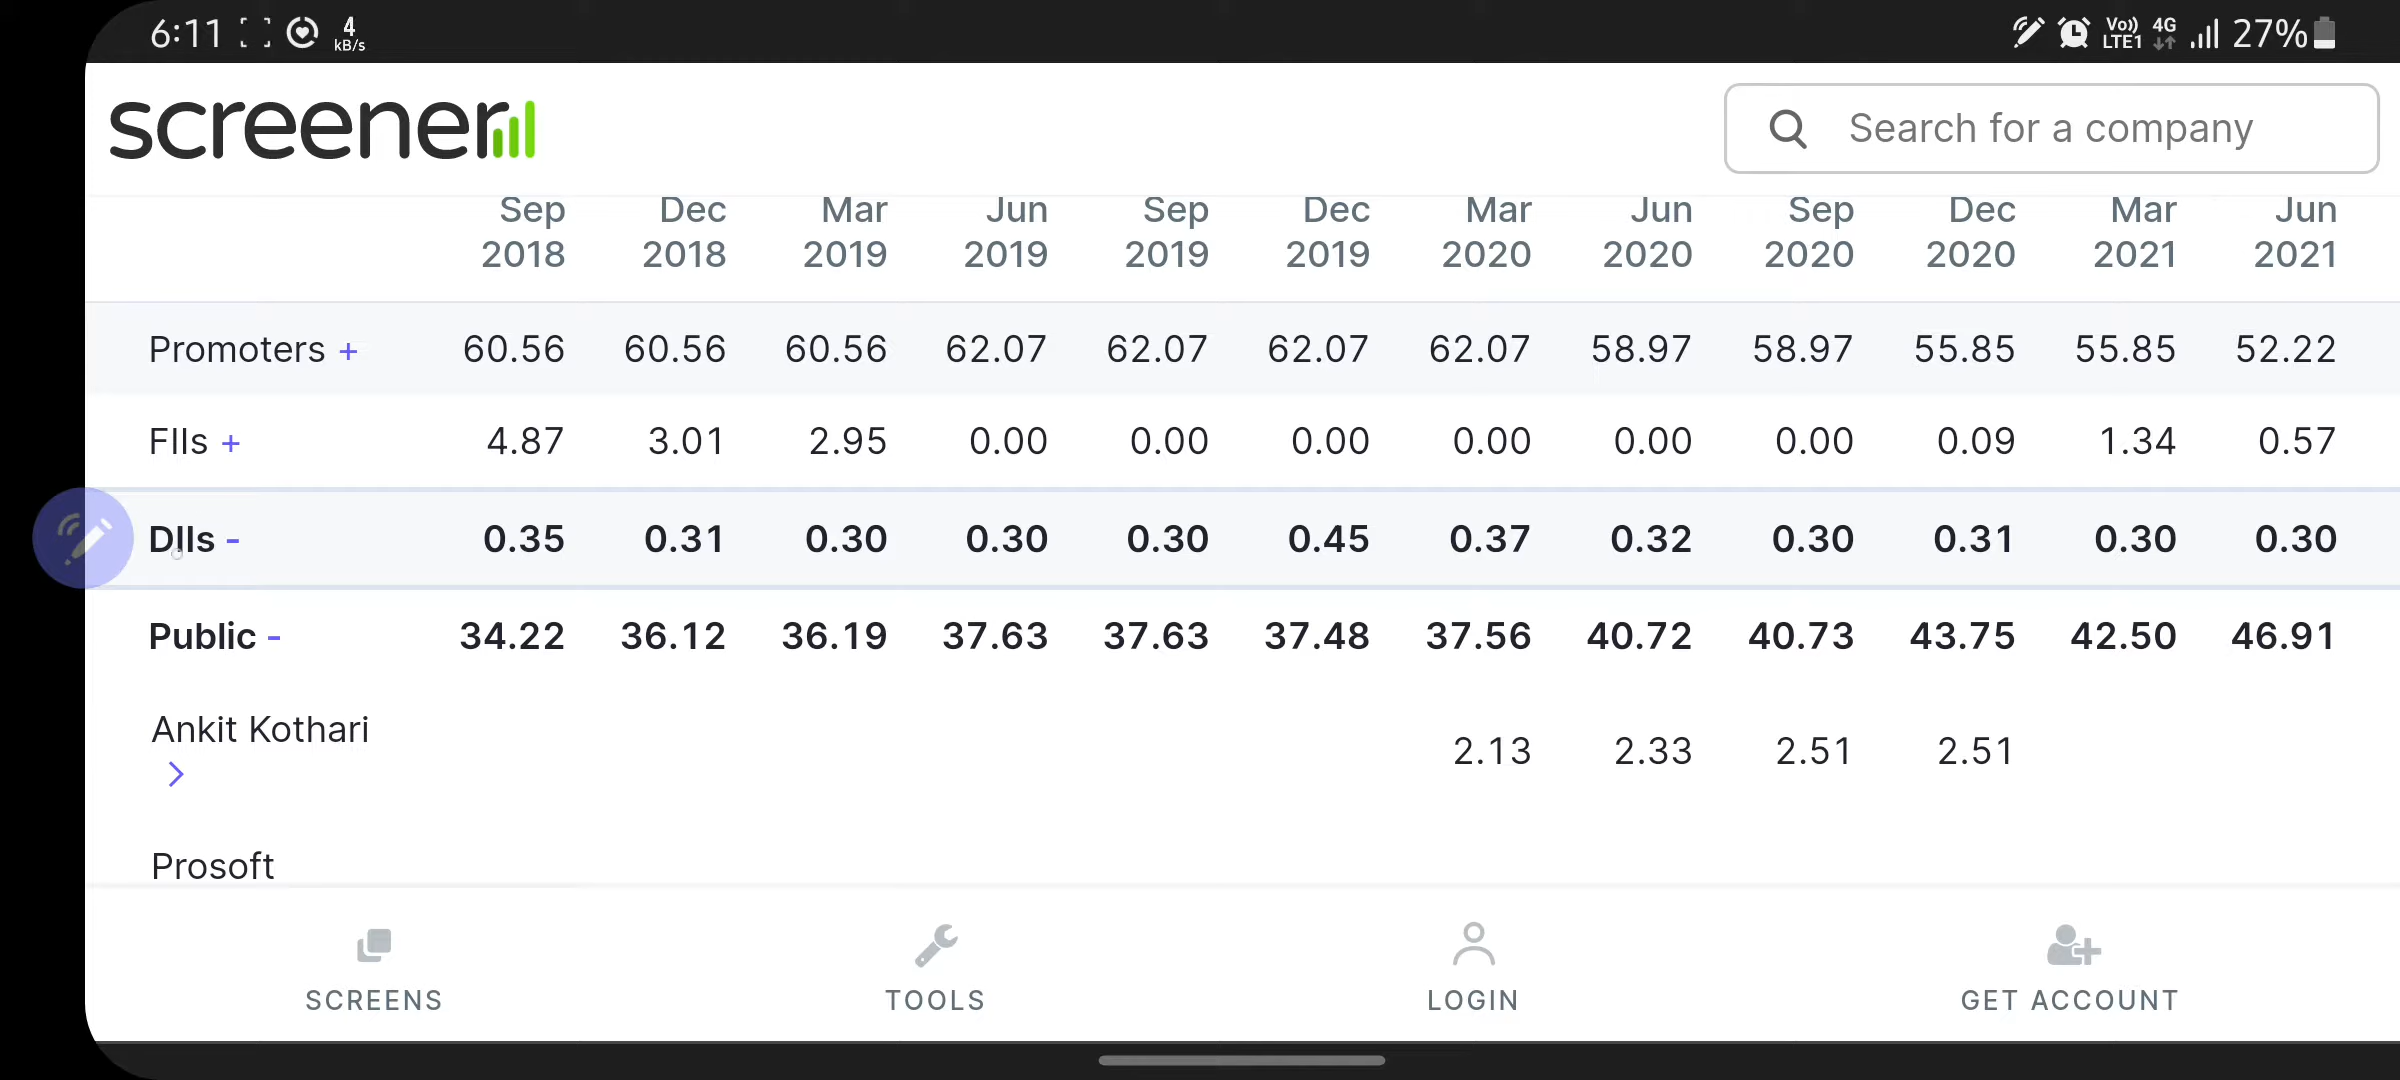 6:11 4 kB/s Vo)) LTE1 4G 27%
screener Search for a company
Sep 2018 Dec 2018 Mar 2019 Jun 2019 Sep 2019 Dec 2019 Mar 2020 Jun 2020 Sep 2020 Dec 2020 Mar 2021 Jun 2021
Promoters + 60.56 60.56 60.56 62.07 62.07 62.07 62.07 58.97 58.97 55.85 55.85 52.22
FIIs + 4.87 3.01 2.95 0.00 0.00 0.00 0.00 0.00 0.00 0.09 1.34 0.57
DIIs - 0.35 0.31 0.30 0.30 0.30 0.45 0.37 0.32 0.30 0.31 0.30 0.30
Public - 34.22 36.12 36.19 37.63 37.63 37.48 37.56 40.72 40.73 43.75 42.50 46.91
Ankit Kothari 2.13 2.33 2.51 2.51
Prosoft
SCREENS TOOLS LOGIN GET ACCOUNT